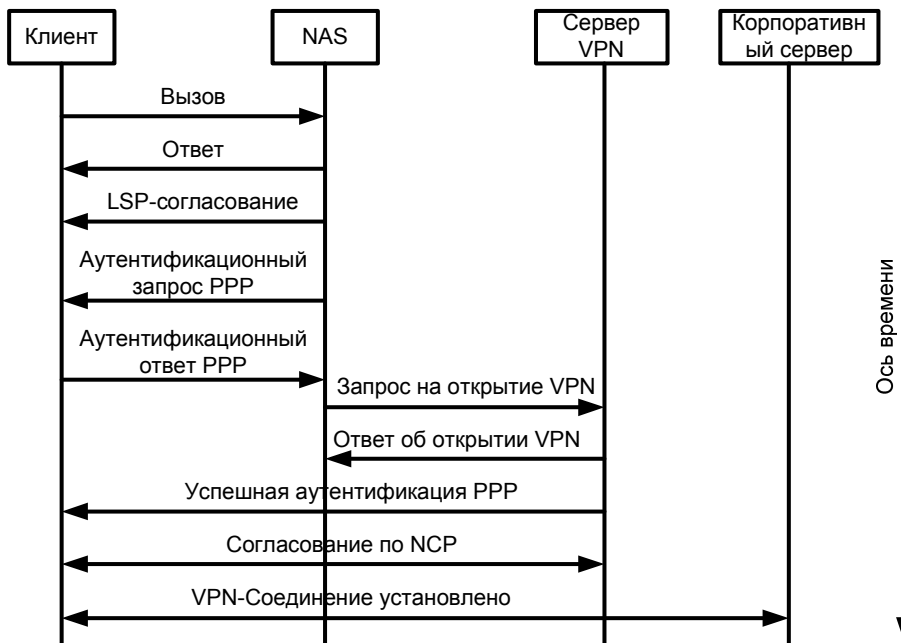 Клиент
NAS
Сервер
VPN
Корпоративн
ый сервер
Вызов
Ответ
LSP-согласование
Аутентификационный
запрос PPP
Аутентификационный
ответ PPP
Запрос на открытие VPN
Ответ об открытии VPN
Успешная аутентификация PPP
Согласование по NCP
VPN-Соединение установлено
Ось времени